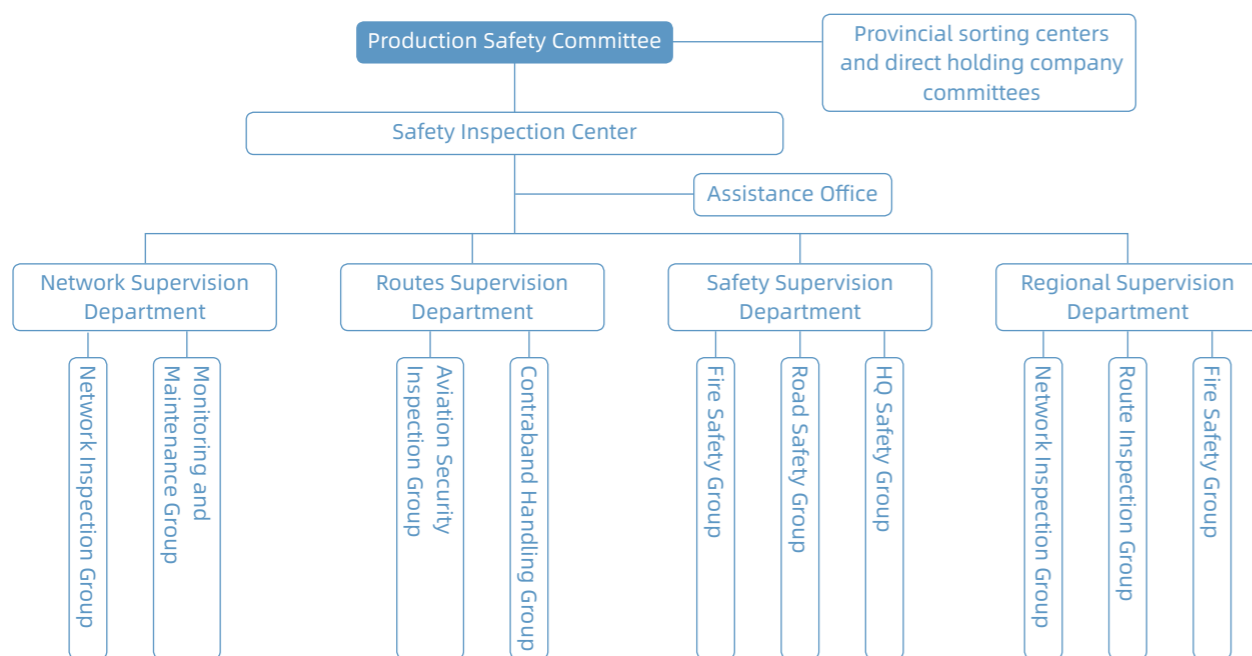 Production Safety Committee
Provincial sorting centers
and direct holding company
committees
Safety Inspection Center
Assistance Office
Network Supervision
Department
Routes Supervision
Department
Safety Supervision
Department
Regional Supervision
Department
Network Inspection Group
Monitoring and
Maintenance Group
Aviation Security
Inspection Group
Contraband Handling Group
Fire Safety Group
Road Safety Group
HQ Safety Group
Network Inspection Group
Route Inspection Group
Fire Safety Group